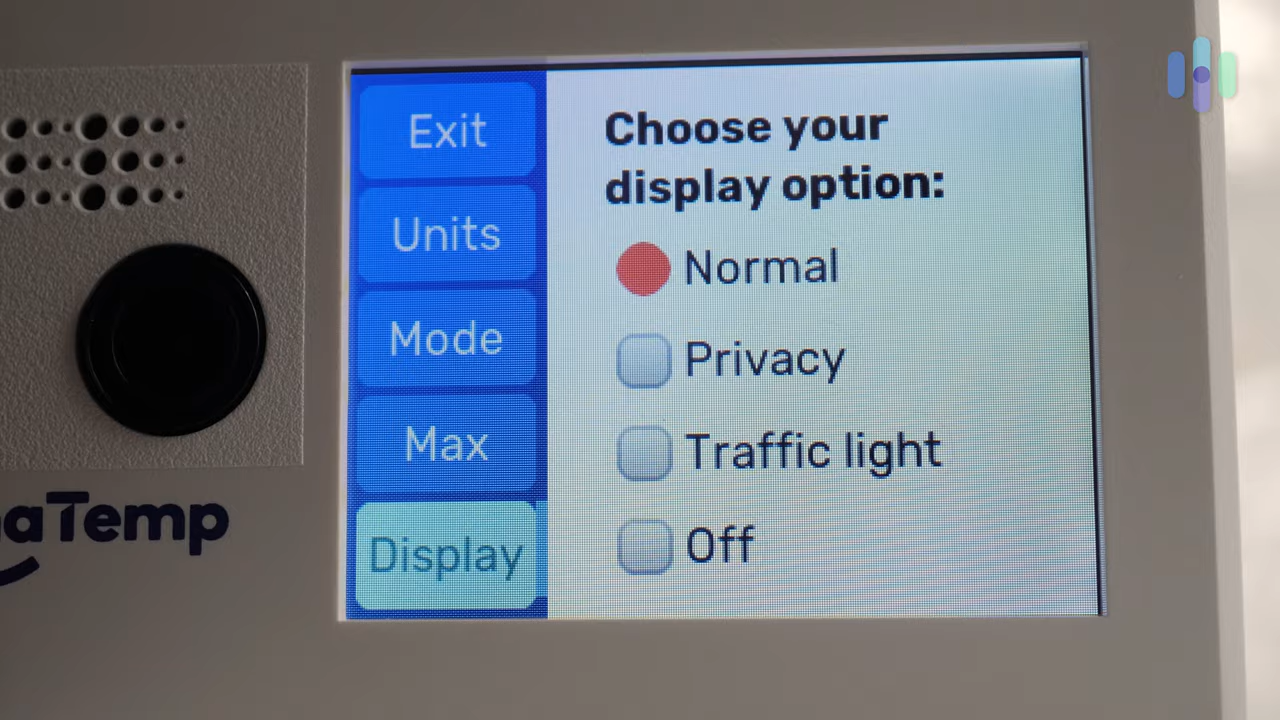 Exit
Units
Mode
Max
Display
Choose your
display option:
Normal
Privacy
Traffic light
Off
aTemp